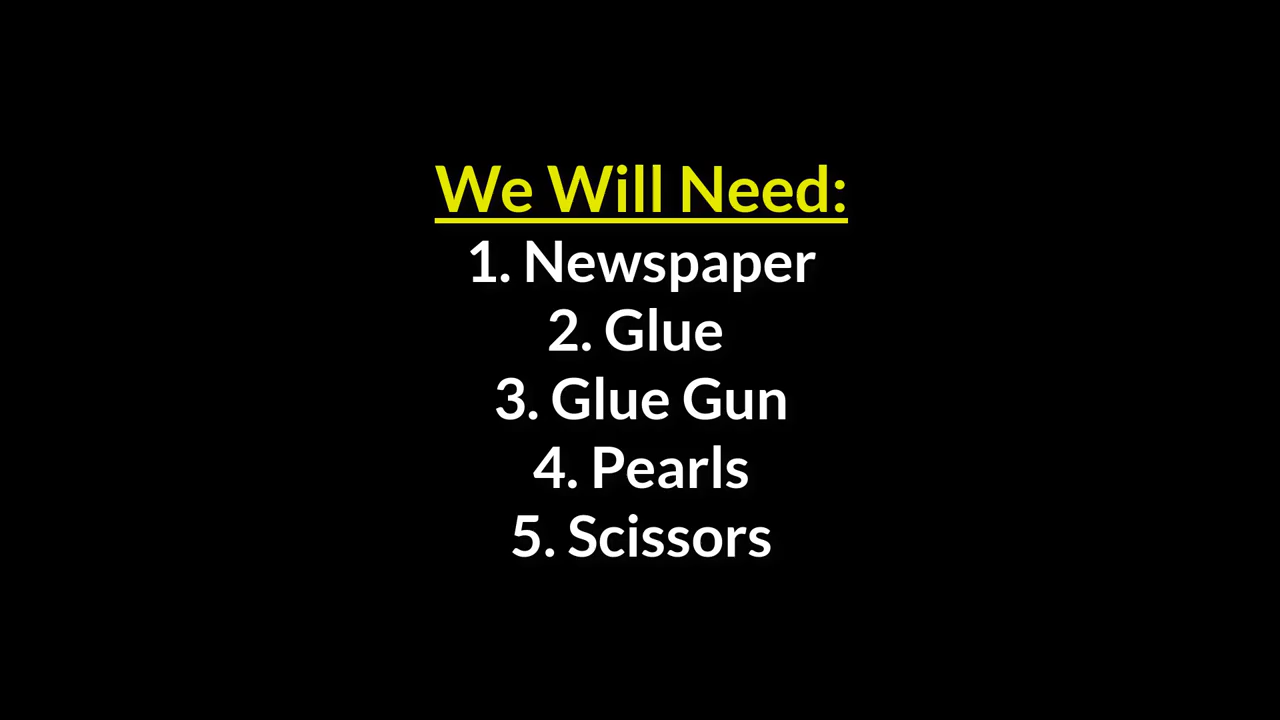 We Will Need:
1. Newspaper
2. Glue
3. Glue Gun
4. Pearls
5. Scissors